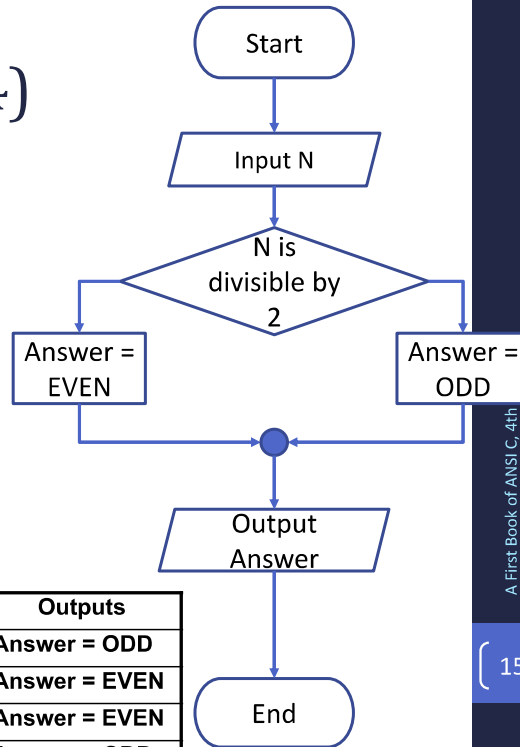 Start
Input N
N is
divisible by
2
Answer =
EVEN
Answer =
ODD
Output
Answer
End
Outputs
Answer = ODD
Answer = EVEN
Answer = EVEN
A First Book of ANSI C, 4th
15